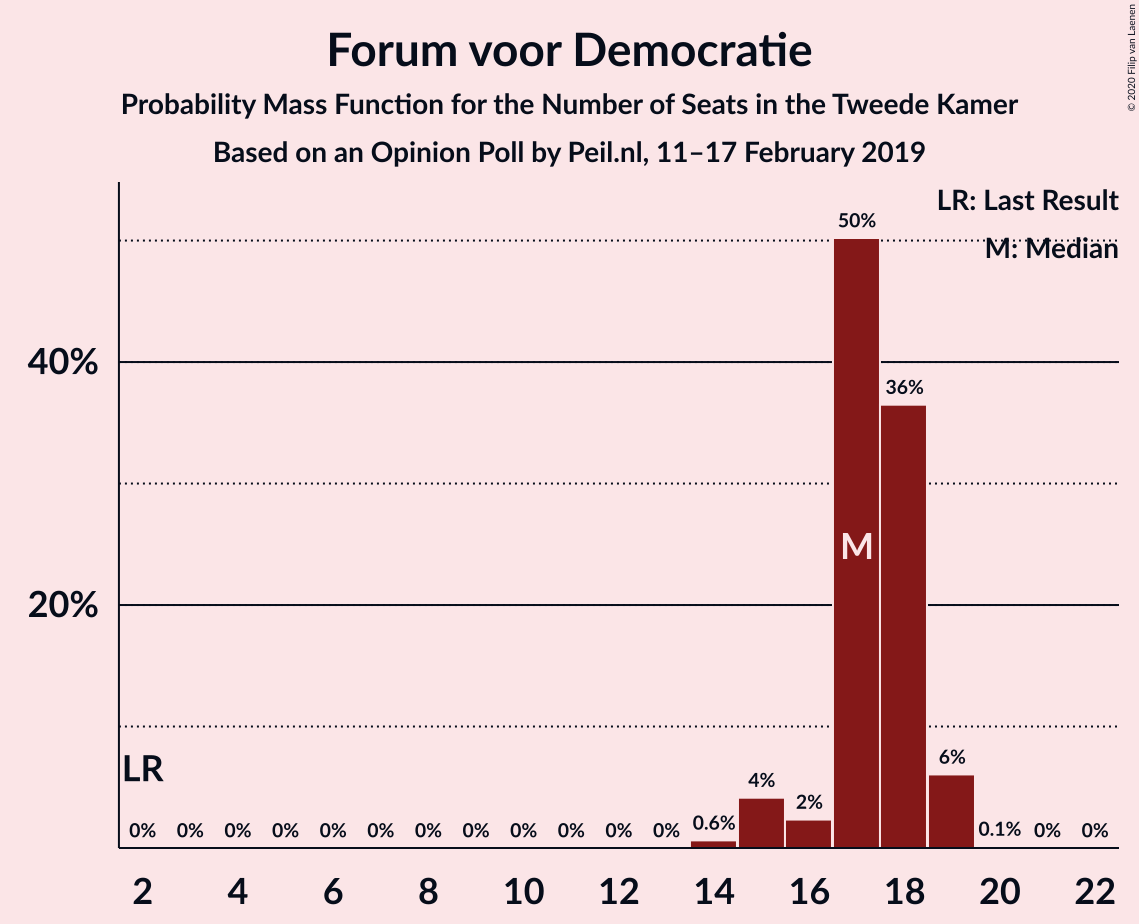 Forum voor Democratie
Probability Mass Function for the Number of Seats in the Tweede Kamer
Based on an Opinion Poll by Peil.nl, 11–17 February 2019
© 2020 Filip van Laenen
LR: Last Result
M: Median
50%
40%
36%
M
20%
LR
6%
4%
2%
0% 0% 0% 0% 0% 0% 0% 0% 0% 0% 0% 0% 0.6% 0.1% 0% 0%
2 4 6 8 10 12 14 16 18 20 22